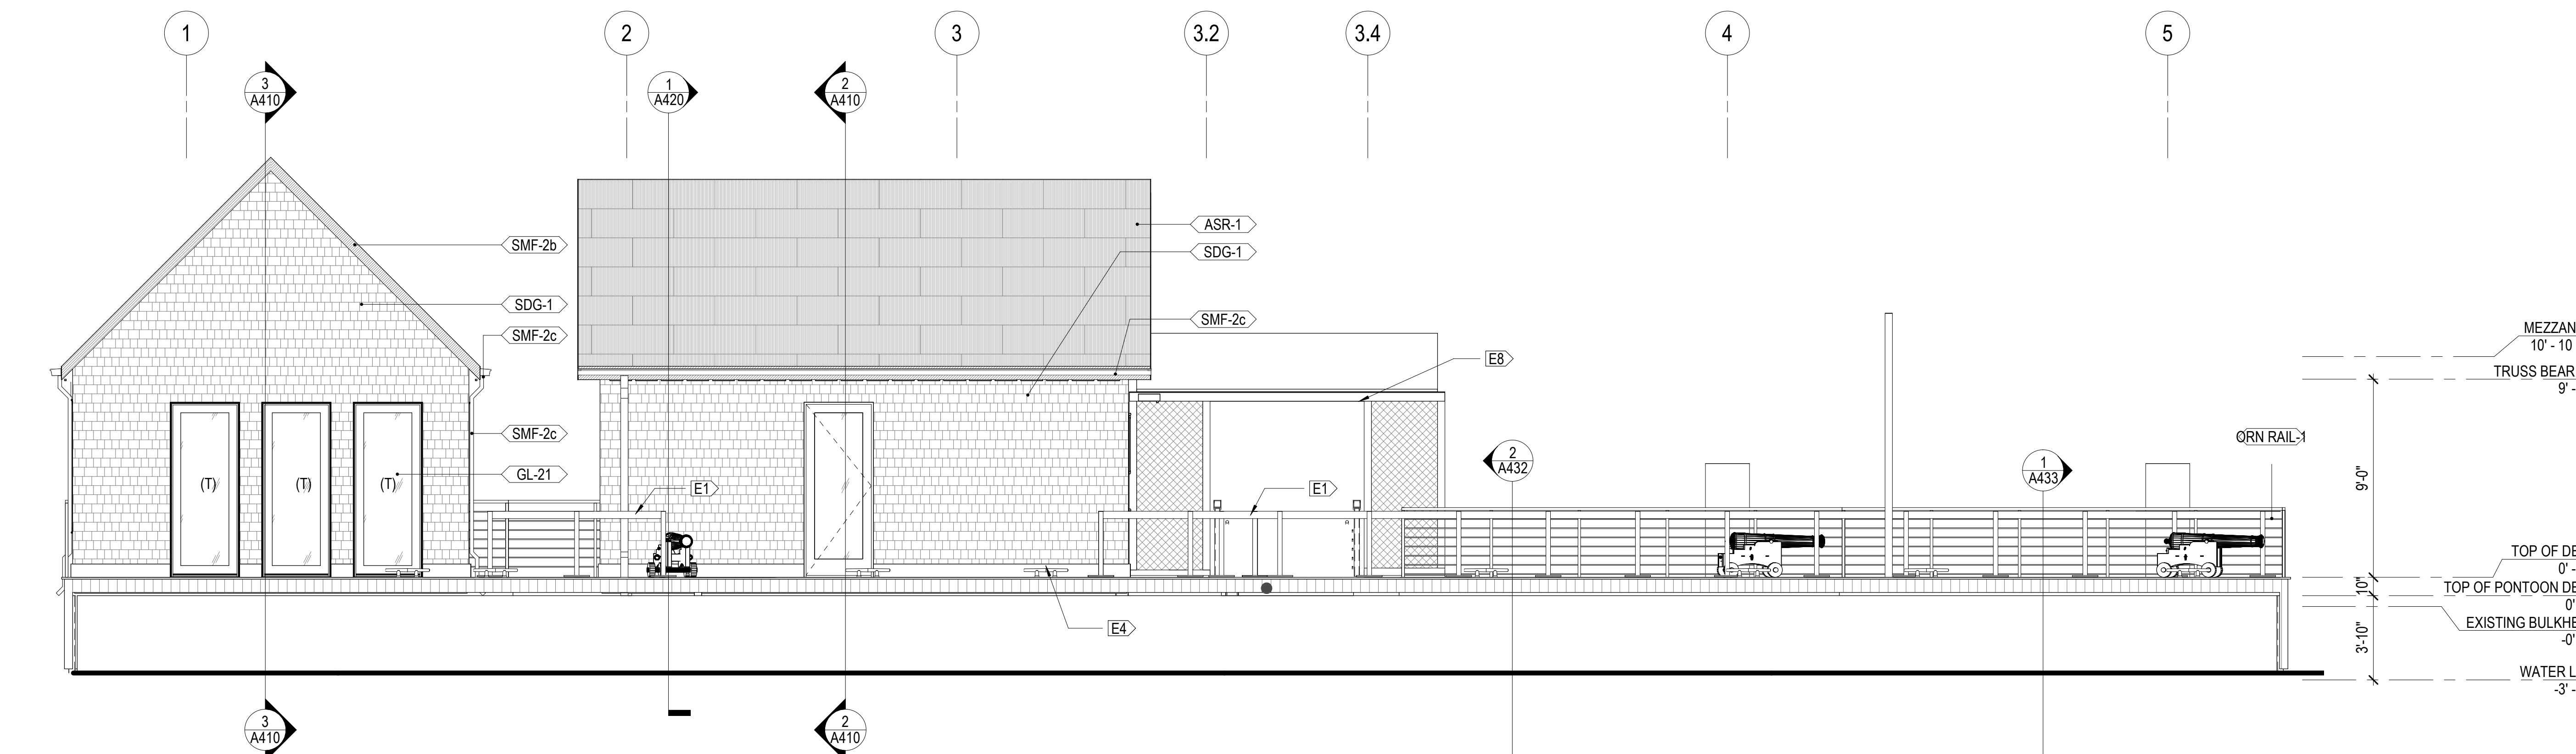 1
2
3
3.2
3.4
4
5
3
A410
1
A420
2
A410
ASR-1
SMF-2b
SDG-1
SDG-1
SMF-2c
SMF-2c
MEZZAN
10' - 10
E8
TRUSS BEAR
9' -
SMF-2c
ORN RAIL-1
2
A432
1
A433
GL-21
(T)
(T)
(T)
E1
E1
9'-0"
TOP OF DE
0' -
10"
TOP OF PONTOON DE
0'
EXISTING BULKHE
-0'
E4
3'-10"
WATER L
-3' -
3
A410
2
A410